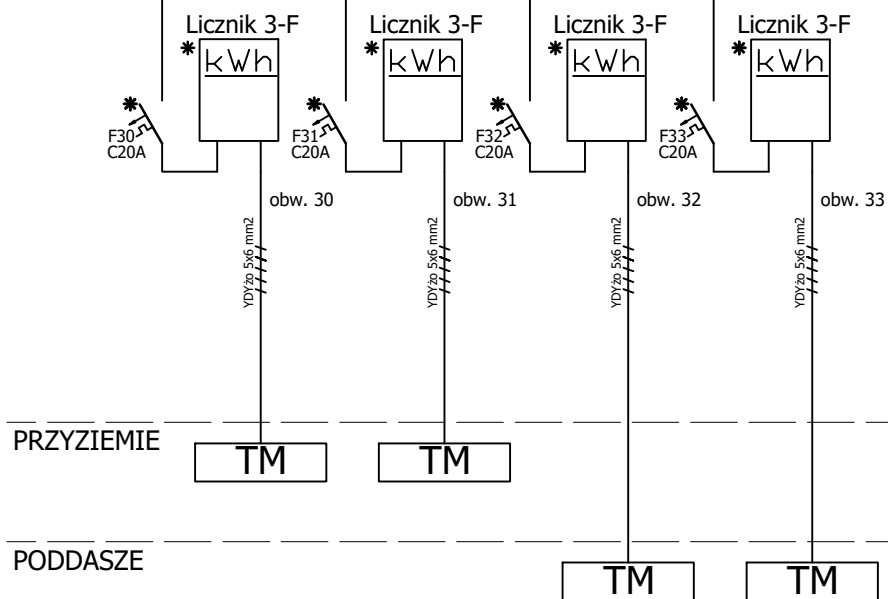 Licznik 3-F Licznik 3-F Licznik 3-F Licznik 3-F
* kWh * kWh * kWh * kWh
* * * *
F30 F31 F32 F33
C20A C20A C20A C20A
obw. 30 obw. 31 obw. 32 obw. 33
YDYżo 5x6 mm2 YDYżo 5x6 mm2 YDYżo 5x6 mm2 YDYżo 5x6 mm2
PRZYZIEMIE
TM TM
PODDASZE
TM TM